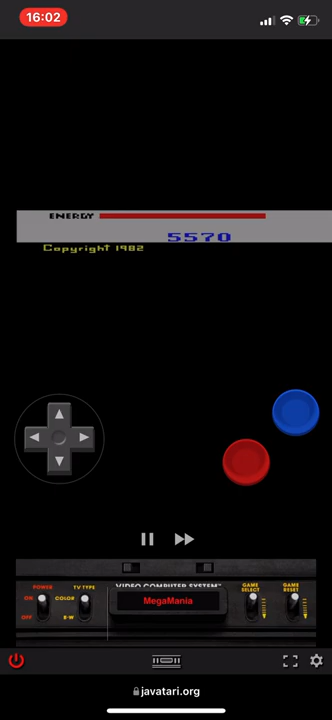 16:02
ENERGY
5570
Copyright 1982
VIDEO COMPUTER SYSTEM™
POWER
ON
OFF
TV TYPE
COLOR
B-W
MegaMania
GAME SELECT
GAME RESET
javatari.org